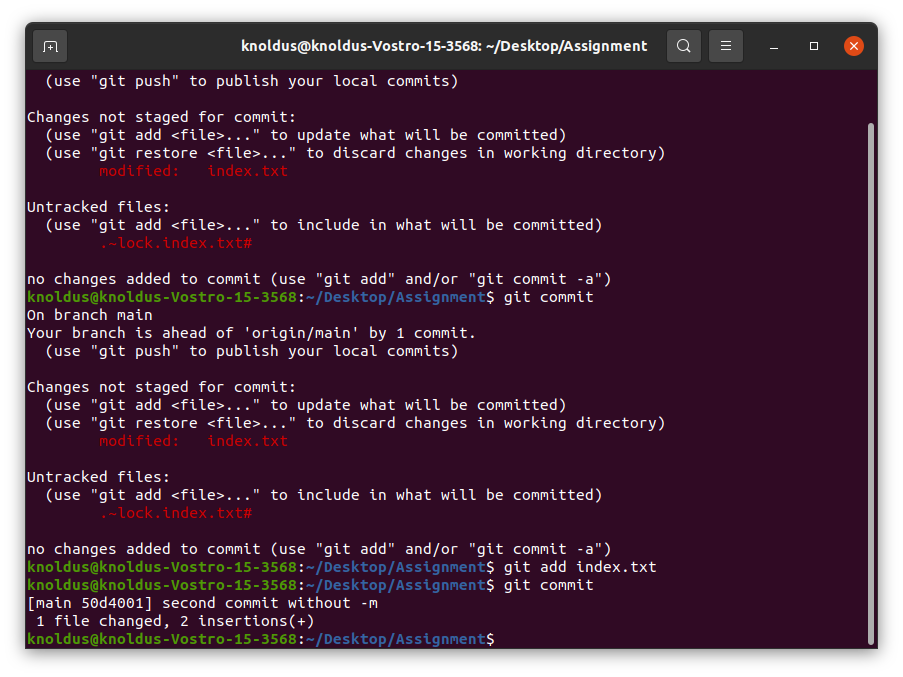 knoldus@knoldus-Vostro-15-3568: ~/Desktop/Assignment
(use "git push" to publish your local commits)
Changes not staged for commit:
(use "git add <file>..." to update what will be committed)
(use "git restore <file>..." to discard changes in working directory)
modified:   index.txt
Untracked files:
(use "git add <file>..." to include in what will be committed)
.~lock.index.txt#
no changes added to commit (use "git add" and/or "git commit -a")
knoldus@knoldus-Vostro-15-3568:~/Desktop/Assignment$ git commit
On branch main
Your branch is ahead of 'origin/main' by 1 commit.
(use "git push" to publish your local commits)
Changes not staged for commit:
(use "git add <file>..." to update what will be committed)
(use "git restore <file>..." to discard changes in working directory)
modified:   index.txt
Untracked files:
(use "git add <file>..." to include in what will be committed)
.~lock.index.txt#
no changes added to commit (use "git add" and/or "git commit -a")
knoldus@knoldus-Vostro-15-3568:~/Desktop/Assignment$ git add index.txt
knoldus@knoldus-Vostro-15-3568:~/Desktop/Assignment$ git commit
[main 50d4001] second commit without -m
1 file changed, 2 insertions(+)
knoldus@knoldus-Vostro-15-3568:~/Desktop/Assignment$